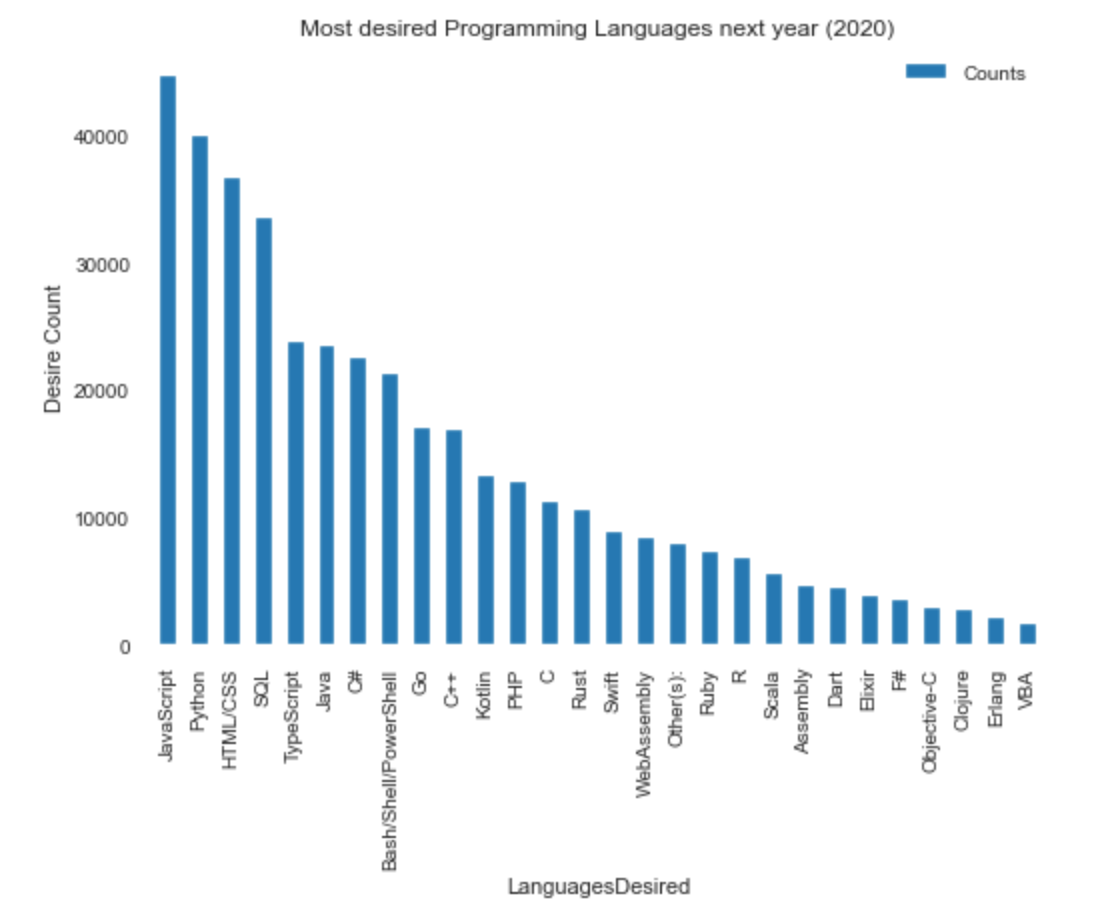 Most desired Programming Languages next year (2020)
Counts
40000
30000
20000
10000
0
Desire Count
JavaScript
Python
HTML/CSS
SQL
TypeScript
Java
C#
Bash/Shell/PowerShell
Go
C++
Kotlin
PHP
C
Rust
Swift
WebAssembly
Other(s):
Ruby
R
Scala
Assembly
Dart
Elixir
F#
Objective-C
Clojure
Erlang
VBA
LanguagesDesired